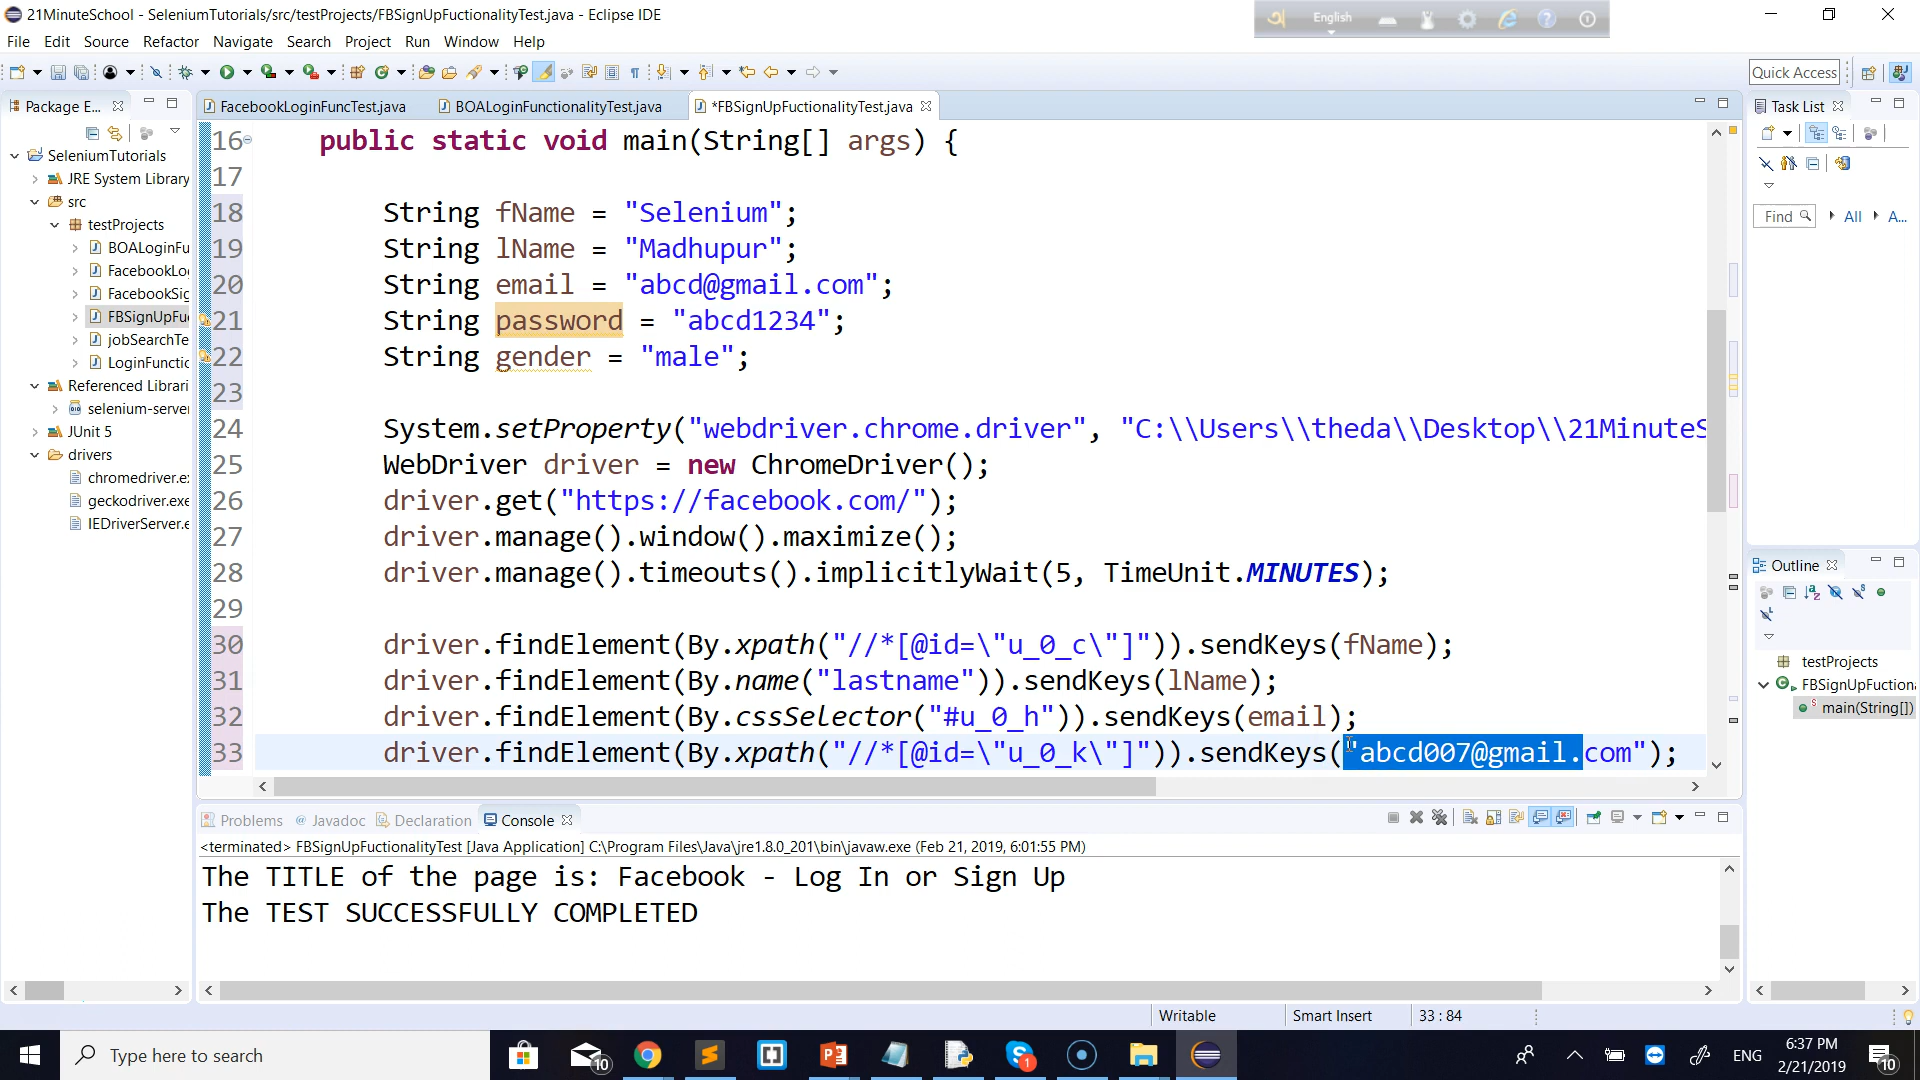 21MinuteSchool - SeleniumTutorials/src/testProjects/FBSignUpFuctionalityTest.java - Eclipse IDE
English
File Edit Source Refactor Navigate Search Project Run Window Help
Quick Access
Package E...
FacebookLoginFuncTest.java
BOALoginFunctionalityTest.java
*FBSignUpFuctionalityTest.java
Task List
SeleniumTutorials
JRE System Library
src
testProjects
BOALoginFu
FacebookLo
FacebookSig
FBSignUpFu
jobSearchTe
LoginFunctic
Referenced Librari
selenium-server
JUnit 5
drivers
chromedriver.e
geckodriver.exe
IEDriverServer.e
16 public static void main(String[] args) {
17
18 String fName = "Selenium";
19 String lName = "Madhupur";
20 String email = "abcd@gmail.com";
21 String password = "abcd1234";
22 String gender = "male";
23
24 System.setProperty("webdriver.chrome.driver", "C:\\Users\\theda\\Desktop\\21MinuteS
25 WebDriver driver = new ChromeDriver();
26 driver.get("https://facebook.com/");
27 driver.manage().window().maximize();
28 driver.manage().timeouts().implicitlyWait(5, TimeUnit.MINUTES);
29
30 driver.findElement(By.xpath("//*[@id=\"u_0_c\"]")).sendKeys(fName);
31 driver.findElement(By.name("lastname")).sendKeys(lName);
32 driver.findElement(By.cssSelector("#u_0_h")).sendKeys(email);
33 driver.findElement(By.xpath("//*[@id=\"u_0_k\"]")).sendKeys("abcd007@gmail.com");
Find All A...
Outline
testProjects
FBSignUpFuction
main(String[])
Problems Javadoc Declaration Console
<terminated> FBSignUpFuctionalityTest [Java Application] C:\Program Files\Java\jre1.8.0_201\bin\javaw.exe (Feb 21, 2019, 6:01:55 PM)
The TITLE of the page is: Facebook - Log In or Sign Up
The TEST SUCCESSFULLY COMPLETED
Writable Smart Insert 33 : 84
Type here to search
10
1
ENG
6:37 PM
2/21/2019
10